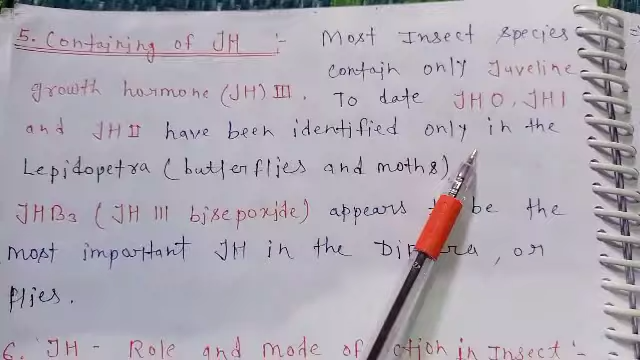 5. Containing of JH :- Most Insect species
contain only Juveline
growth hormone (JH) III. To date JH0, JHI
and JH II have been identified only in the
Lepidopetra (butterflies and moths)
JHB3 ( JH III bisepoxide) appears be the
most important JH in the , or
flies.
6. JH - Role and mode of in Insect :-